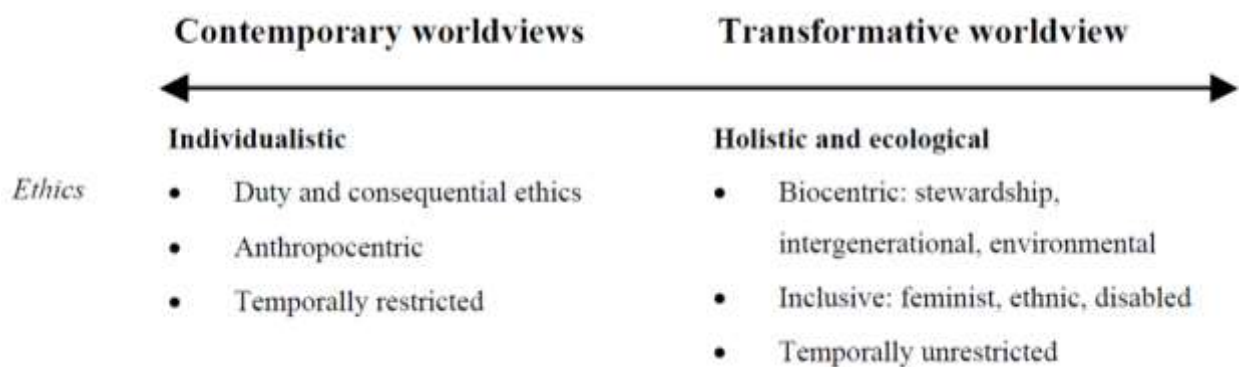 Contemporary worldviews
Transformative worldview
Individualistic
Holistic and ecological
Ethics
• Duty and consequential ethics
• Anthropocentric
• Temporally restricted
• Biocentric: stewardship,
intergenerational, environmental
• Inclusive: feminist, ethnic, disabled
• Temporally unrestricted